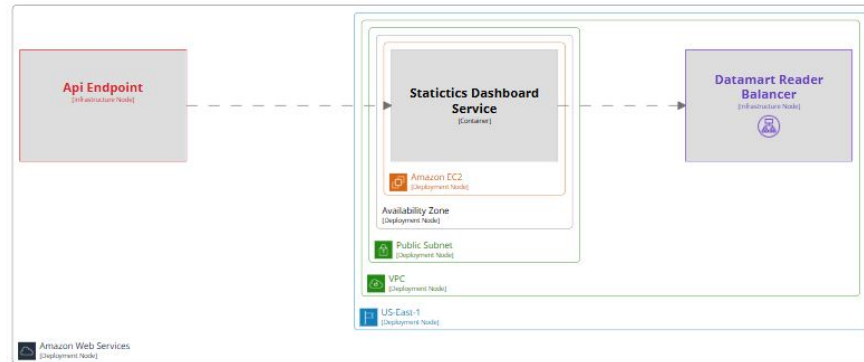 Api Endpoint
[Infrastructure Node]
Statictics Dashboard
Service
[Container]
Datamart Reader
Balancer
[Infrastructure Node]
Amazon EC2
[Deployment Node]
Availability Zone
[Deployment Node]
Public Subnet
[Deployment Node]
VPC
[Deployment Node]
US-East-1
[Deployment Node]
Amazon Web Services
[Deployment Node]